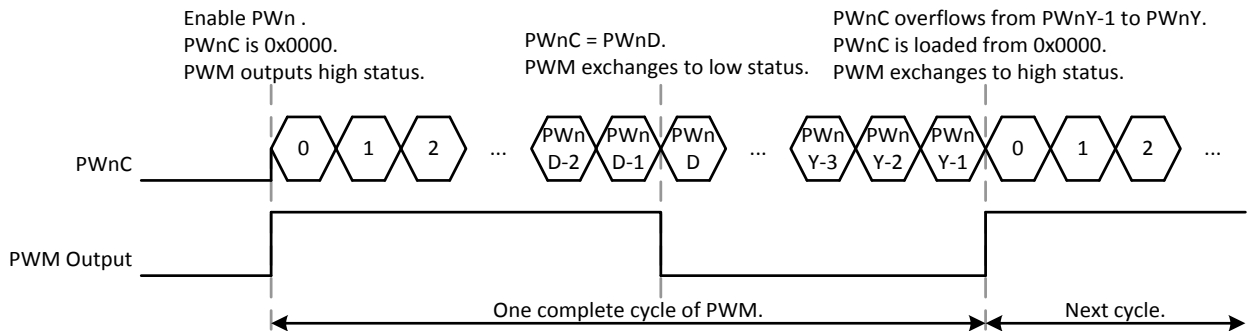 Enable PWn .
PWnC is 0x0000.
PWM outputs high status.
PWnC = PWnD.
PWM exchanges to low status.
PWnC overflows from PWnY-1 to PWnY.
PWnC is loaded from 0x0000.
PWM exchanges to high status.
PWnC
0
1
2
...
PWn
D-2
PWn
D-1
PWn
D
...
PWn
Y-3
PWn
Y-2
PWn
Y-1
0
1
2
...
PWM Output
One complete cycle of PWM.
Next cycle.